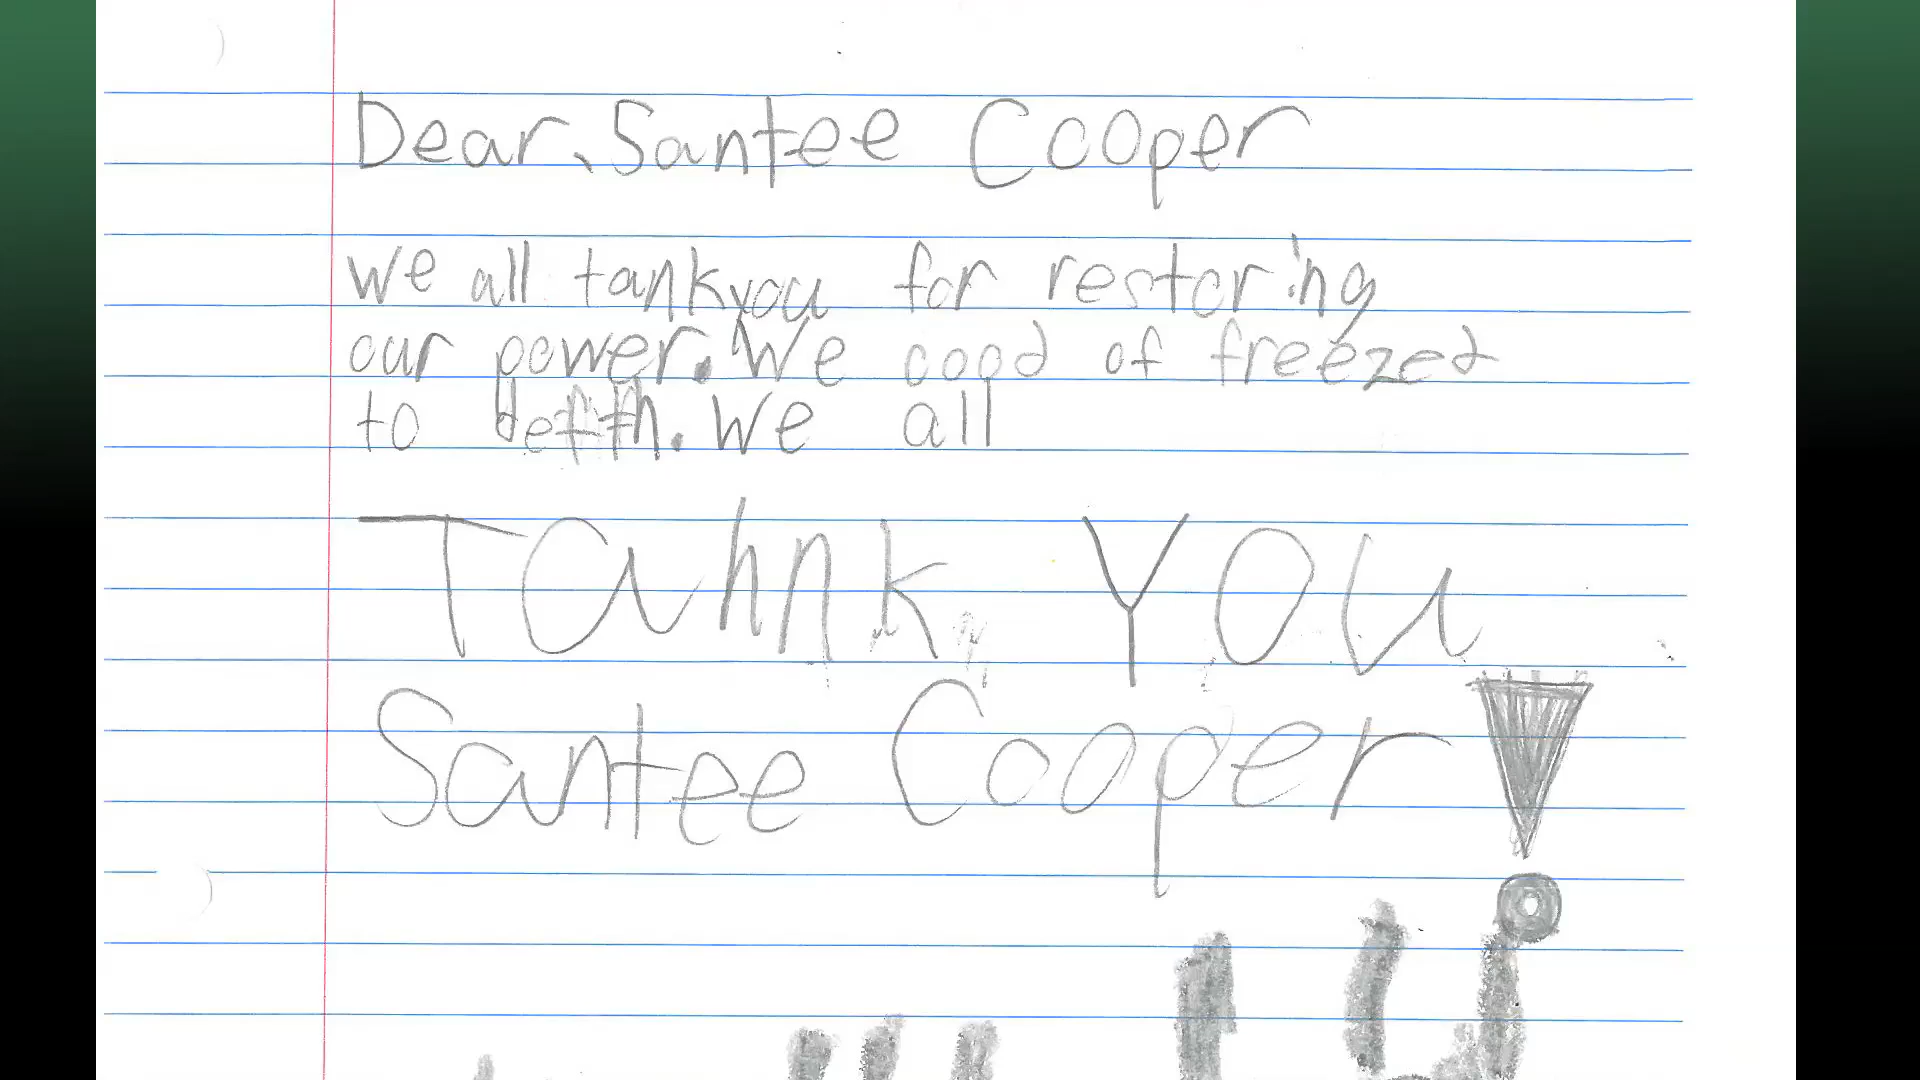 Dear, Santee Cooper
We all tankyou for restoring
our power. We cood of freezed
to defth. We all
Tahnk you
Santee Cooper!